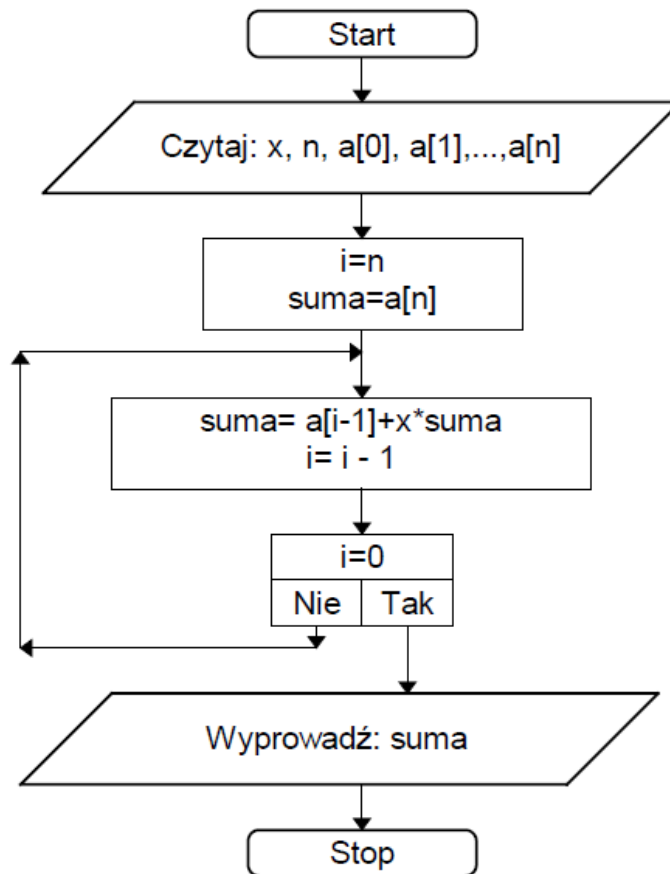 Start
Czytaj: x, n, a[0], a[1],...,a[n]
i=n
suma=a[n]
suma= a[i-1]+x*suma
i= i - 1
i=0
Nie
Tak
Wyprowadź: suma
Stop